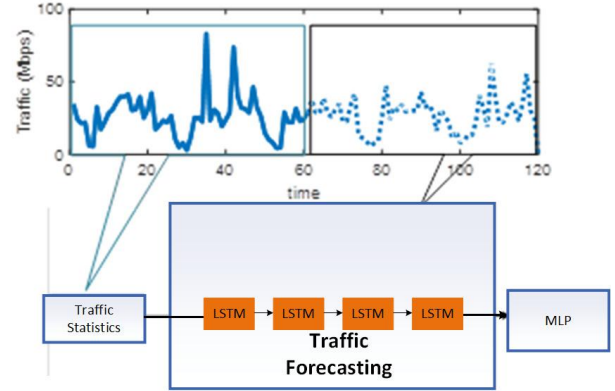 100
50
0
Traffic (Mbps)
0 20 40 60 80 100 120
time
Traffic
Statistics
LSTM LSTM LSTM LSTM
Traffic
Forecasting
MLP